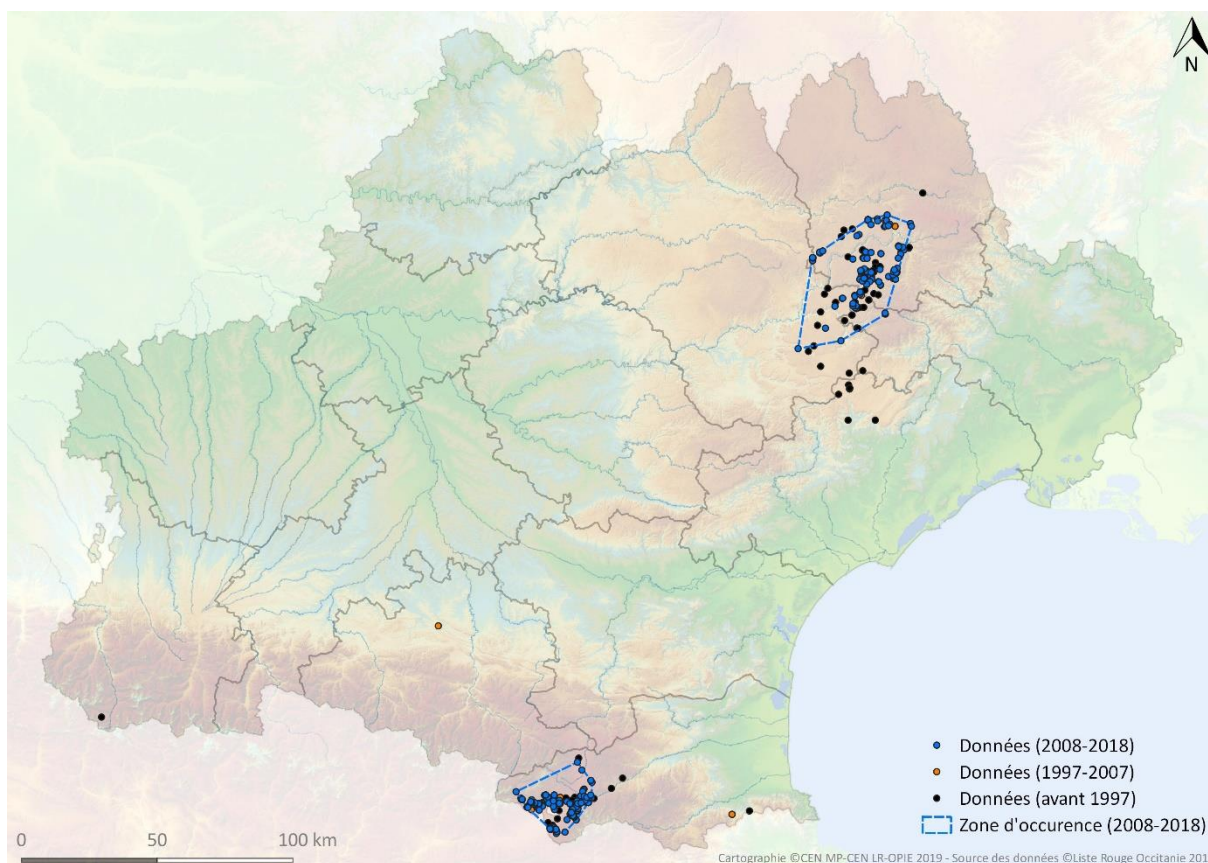 N
Données (2008-2018)
Données (1997-2007)
Données (avant 1997)
Zone d'occurence (2008-2018)
0 50 100 km
Cartographie ©CEN MP-CEN LR-OPIE 2019 - Source des données ©Liste Rouge Occitanie 201